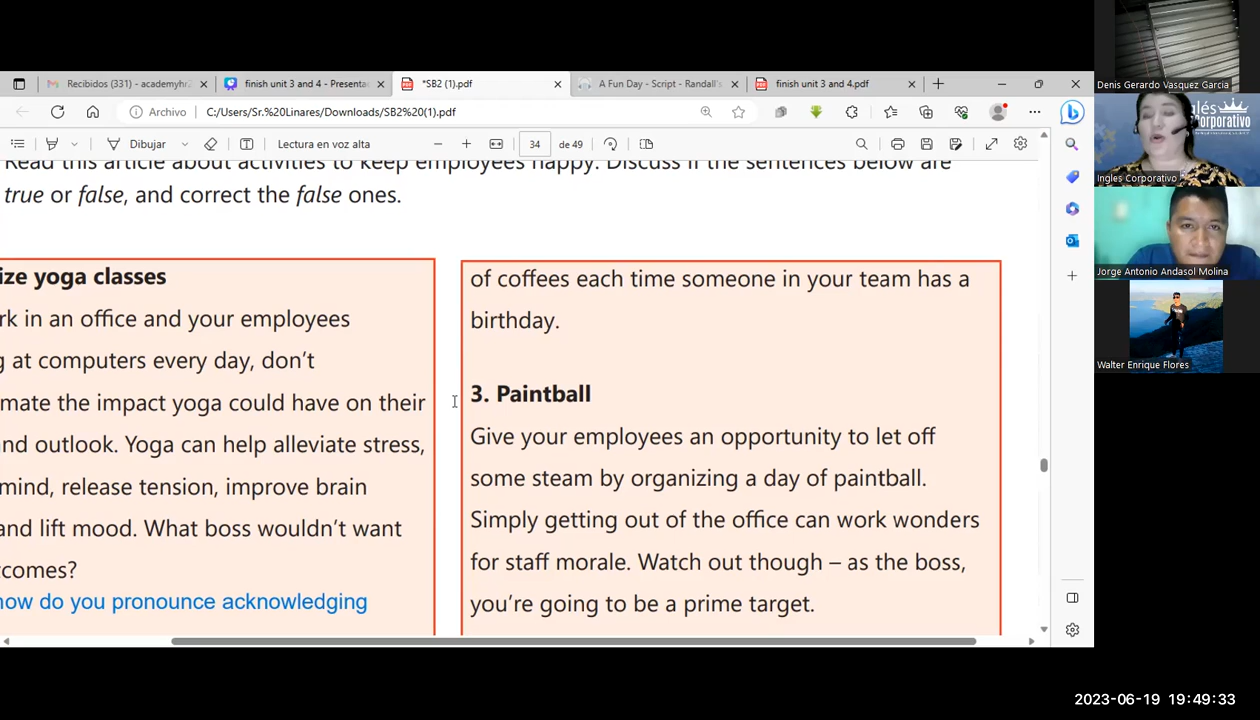 Recibidos (331) - academyhr
finish unit 3 and 4 - Presenta
*SB2 (1).pdf
A Fun Day - Script - Randall's
finish unit 3 and 4.pdf
Archivo
C:/Users/Sr.%20Linares/Downloads/SB2%20(1).pdf
Dibujar
Lectura en voz alta
34
de 49
Read this article about activities to keep employees happy. Discuss if the sentences below are
true or false, and correct the false ones.
ize yoga classes
rk in an office and your employees
g at computers every day, don't
mate the impact yoga could have on their
nd outlook. Yoga can help alleviate stress,
mind, release tension, improve brain
and lift mood. What boss wouldn't want
comes?
how do you pronounce acknowledging
of coffees each time someone in your team has a
birthday.
3. Paintball
Give your employees an opportunity to let off
some steam by organizing a day of paintball.
Simply getting out of the office can work wonders
for staff morale. Watch out though – as the boss,
you're going to be a prime target.
Denis Gerardo Vasquez Garcia
glés
Corporativo
Ingles Corporativo
Jorge Antonio Andasol Molina
Walter Enrique Flores
2023-06-19 19:49:33